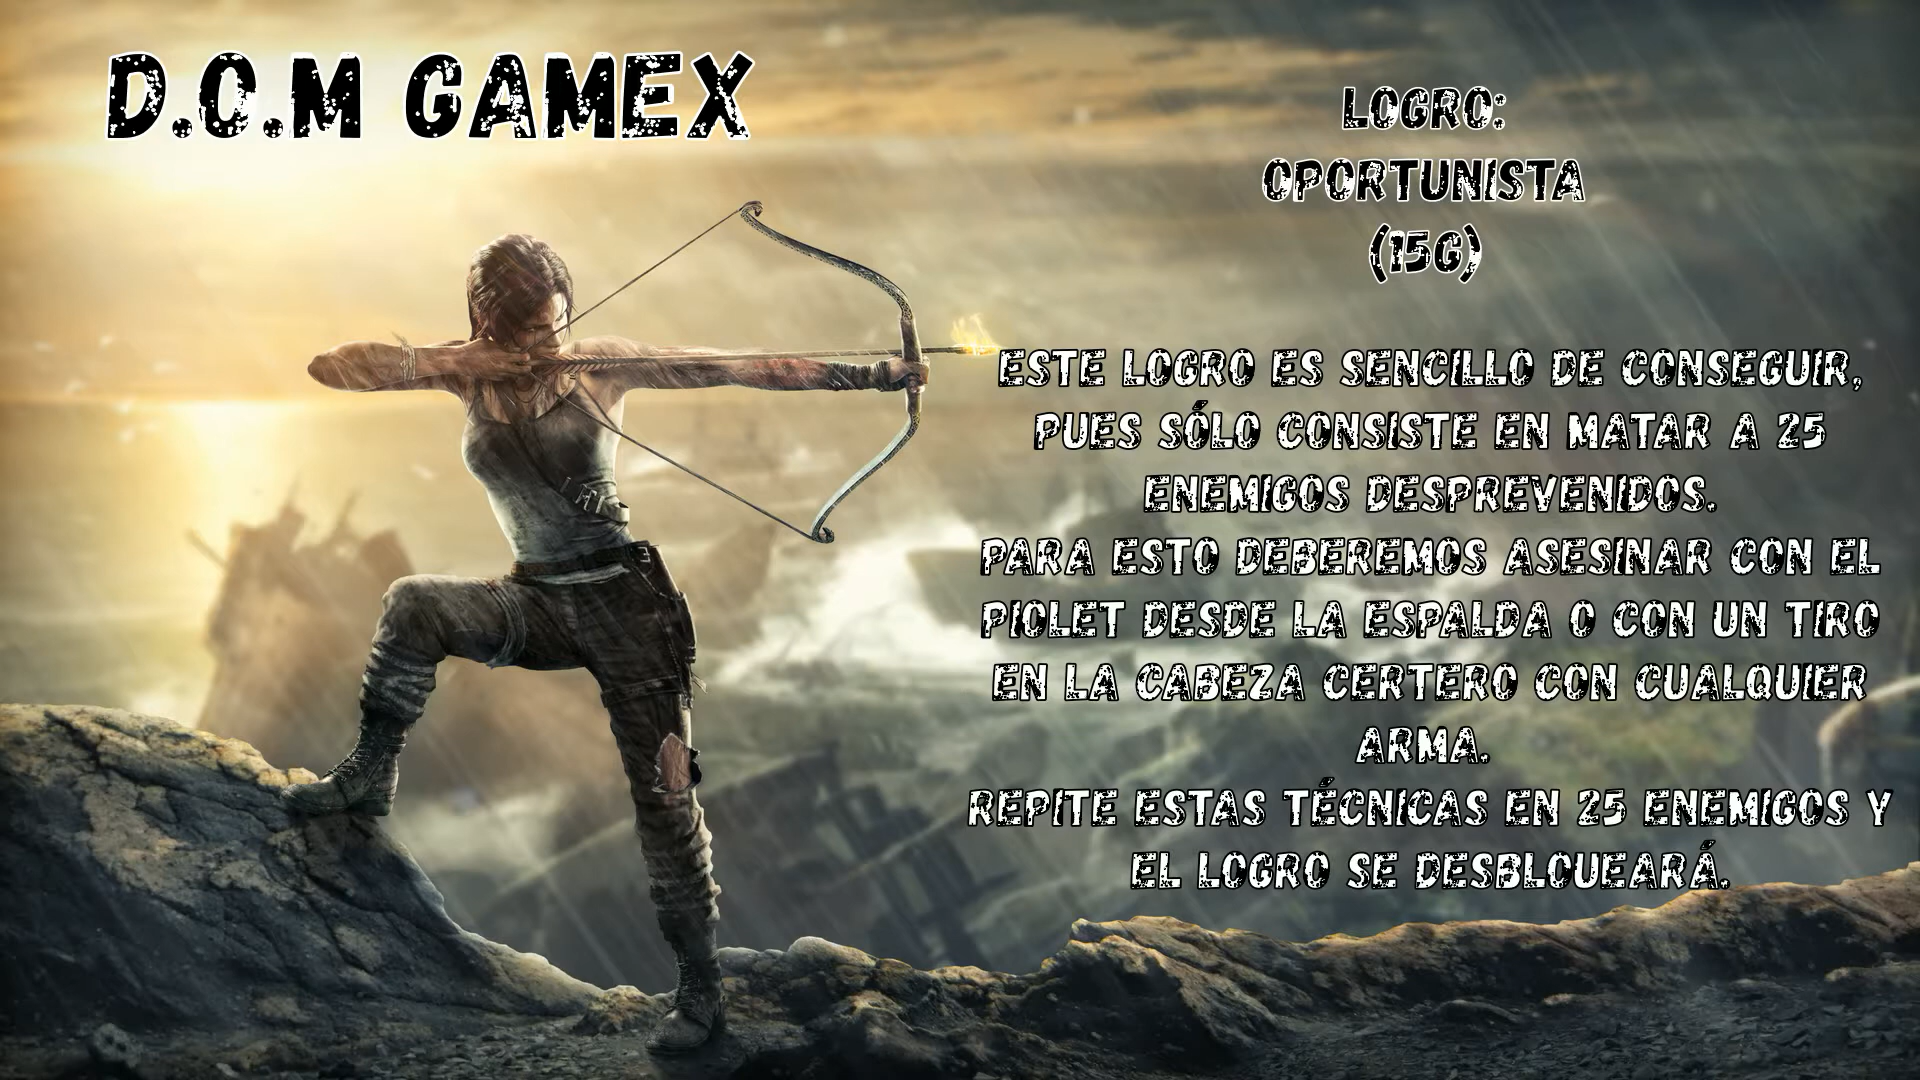 D.O.M GAMEX
LOGRO:
OPORTUNISTA
(15G)
ESTE LOGRO ES SENCILLO DE CONSEGUIR,
PUES SÓLO CONSISTE EN MATAR A 25
ENEMIGOS DESPREVENIDOS.
PARA ESTO DEBEREMOS ASESINAR CON EL
PIOLET DESDE LA ESPALDA O CON UN TIRO
EN LA CABEZA CERTERO CON CUALQUIER
ARMA.
REPITE ESTAS TÉCNICAS EN 25 ENEMIGOS Y
EL LOGRO SE DESBLOUEARÁ.